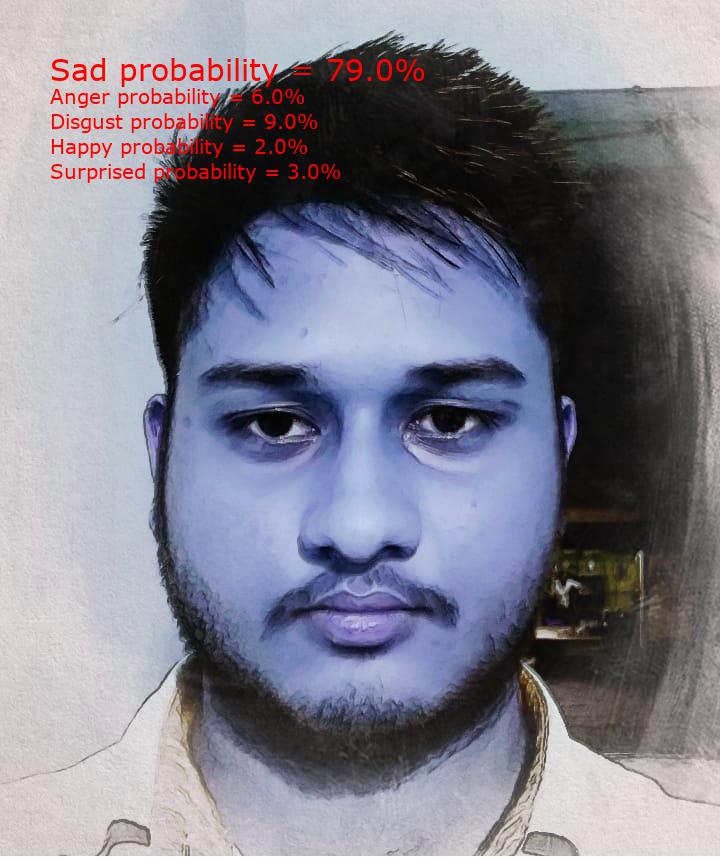 Sad probability = 79.0%
Anger probability = 6.0%
Disgust probability = 9.0%
Happy probability = 2.0%
Surprised probability = 3.0%